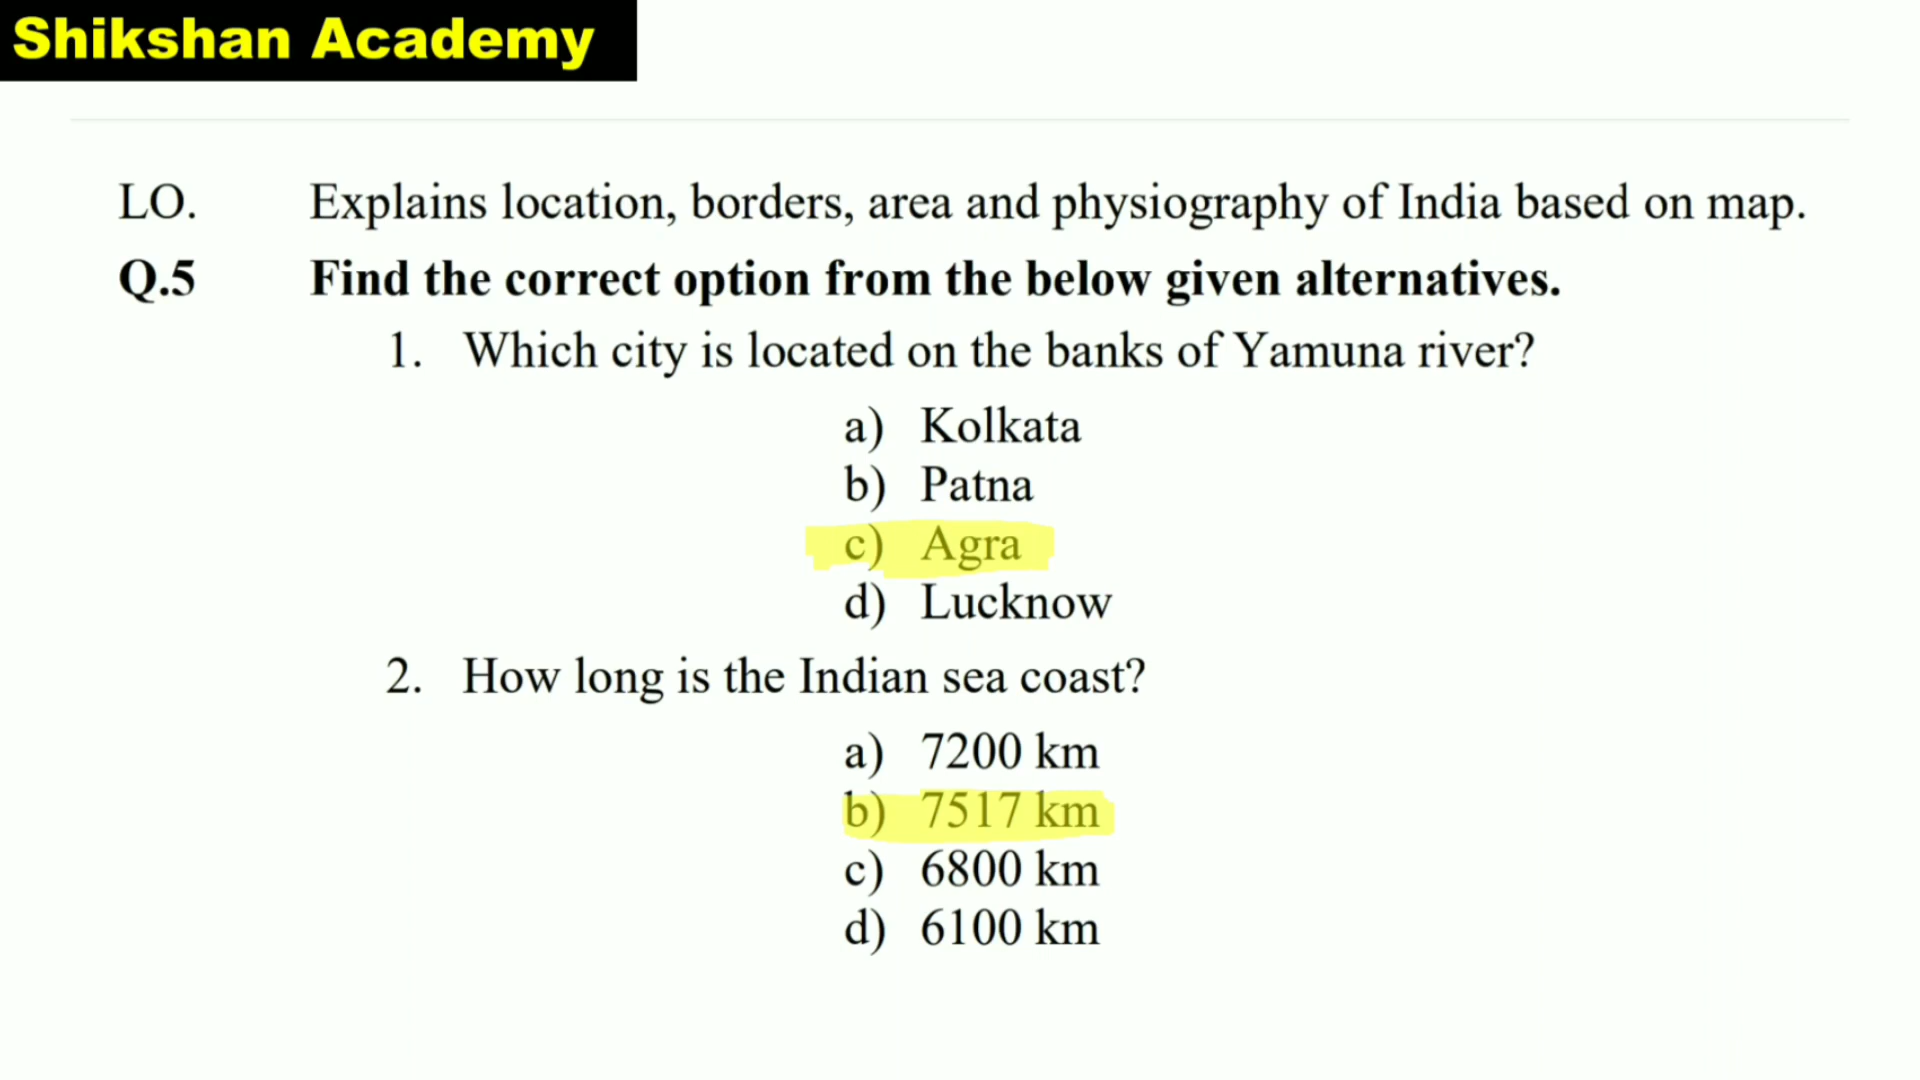 Shikshan Academy
LO. Explains location, borders, area and physiography of India based on map.
Q.5 Find the correct option from the below given alternatives.
1. Which city is located on the banks of Yamuna river?
a) Kolkata
b) Patna
c) Agra
d) Lucknow
2. How long is the Indian sea coast?
a) 7200 km
b) 7517 km
c) 6800 km
d) 6100 km